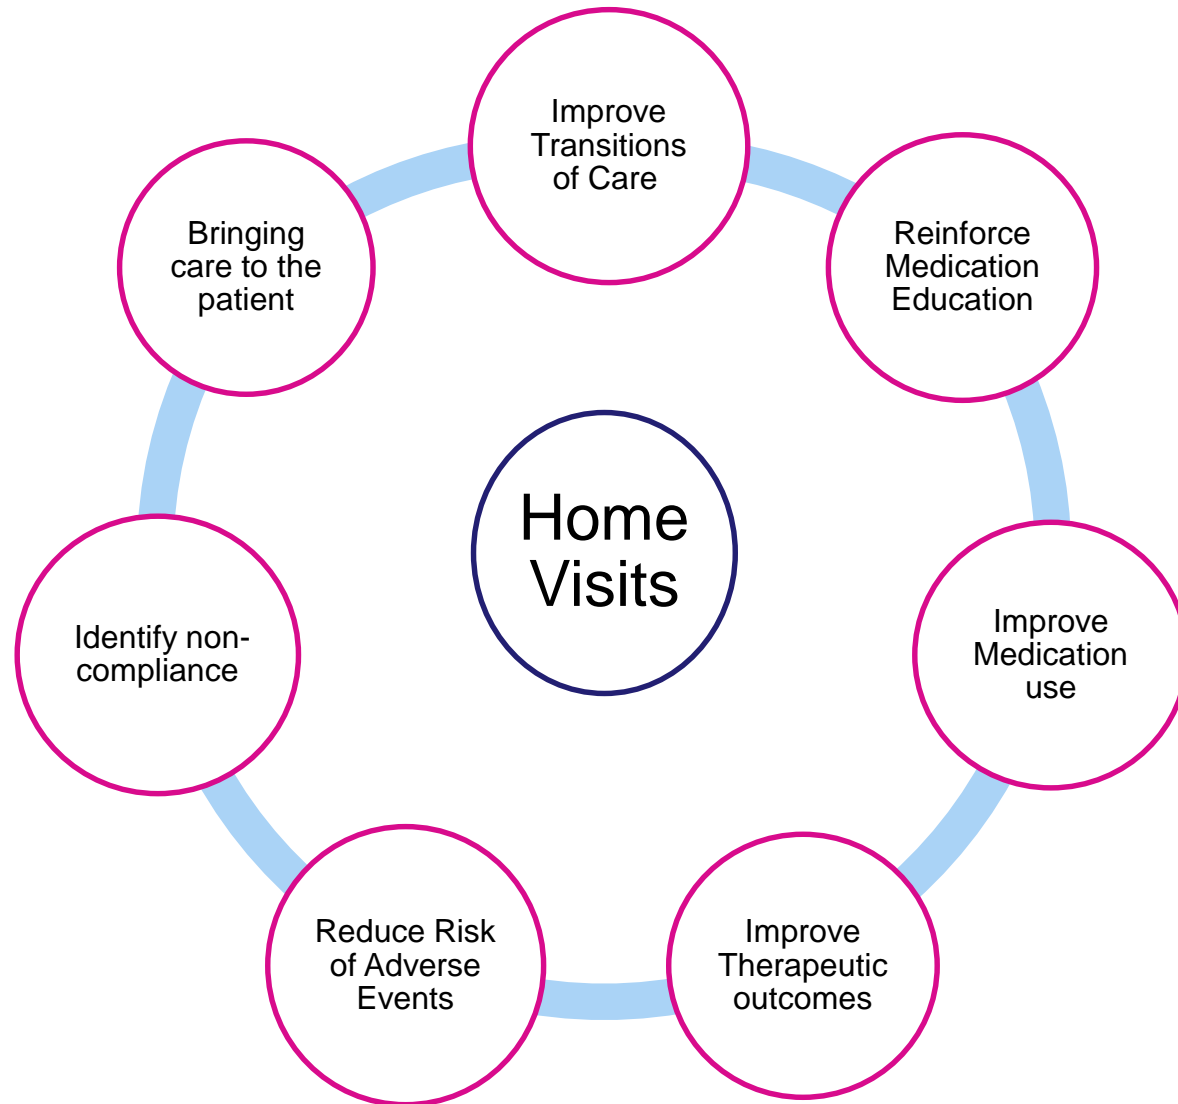 Improve
Transitions
of Care
Reinforce
Medication
Education
Improve
Medication
use
Improve
Therapeutic
outcomes
Reduce Risk
of Adverse
Events
Identify non-
compliance
Bringing
care to the
patient
Home
Visits